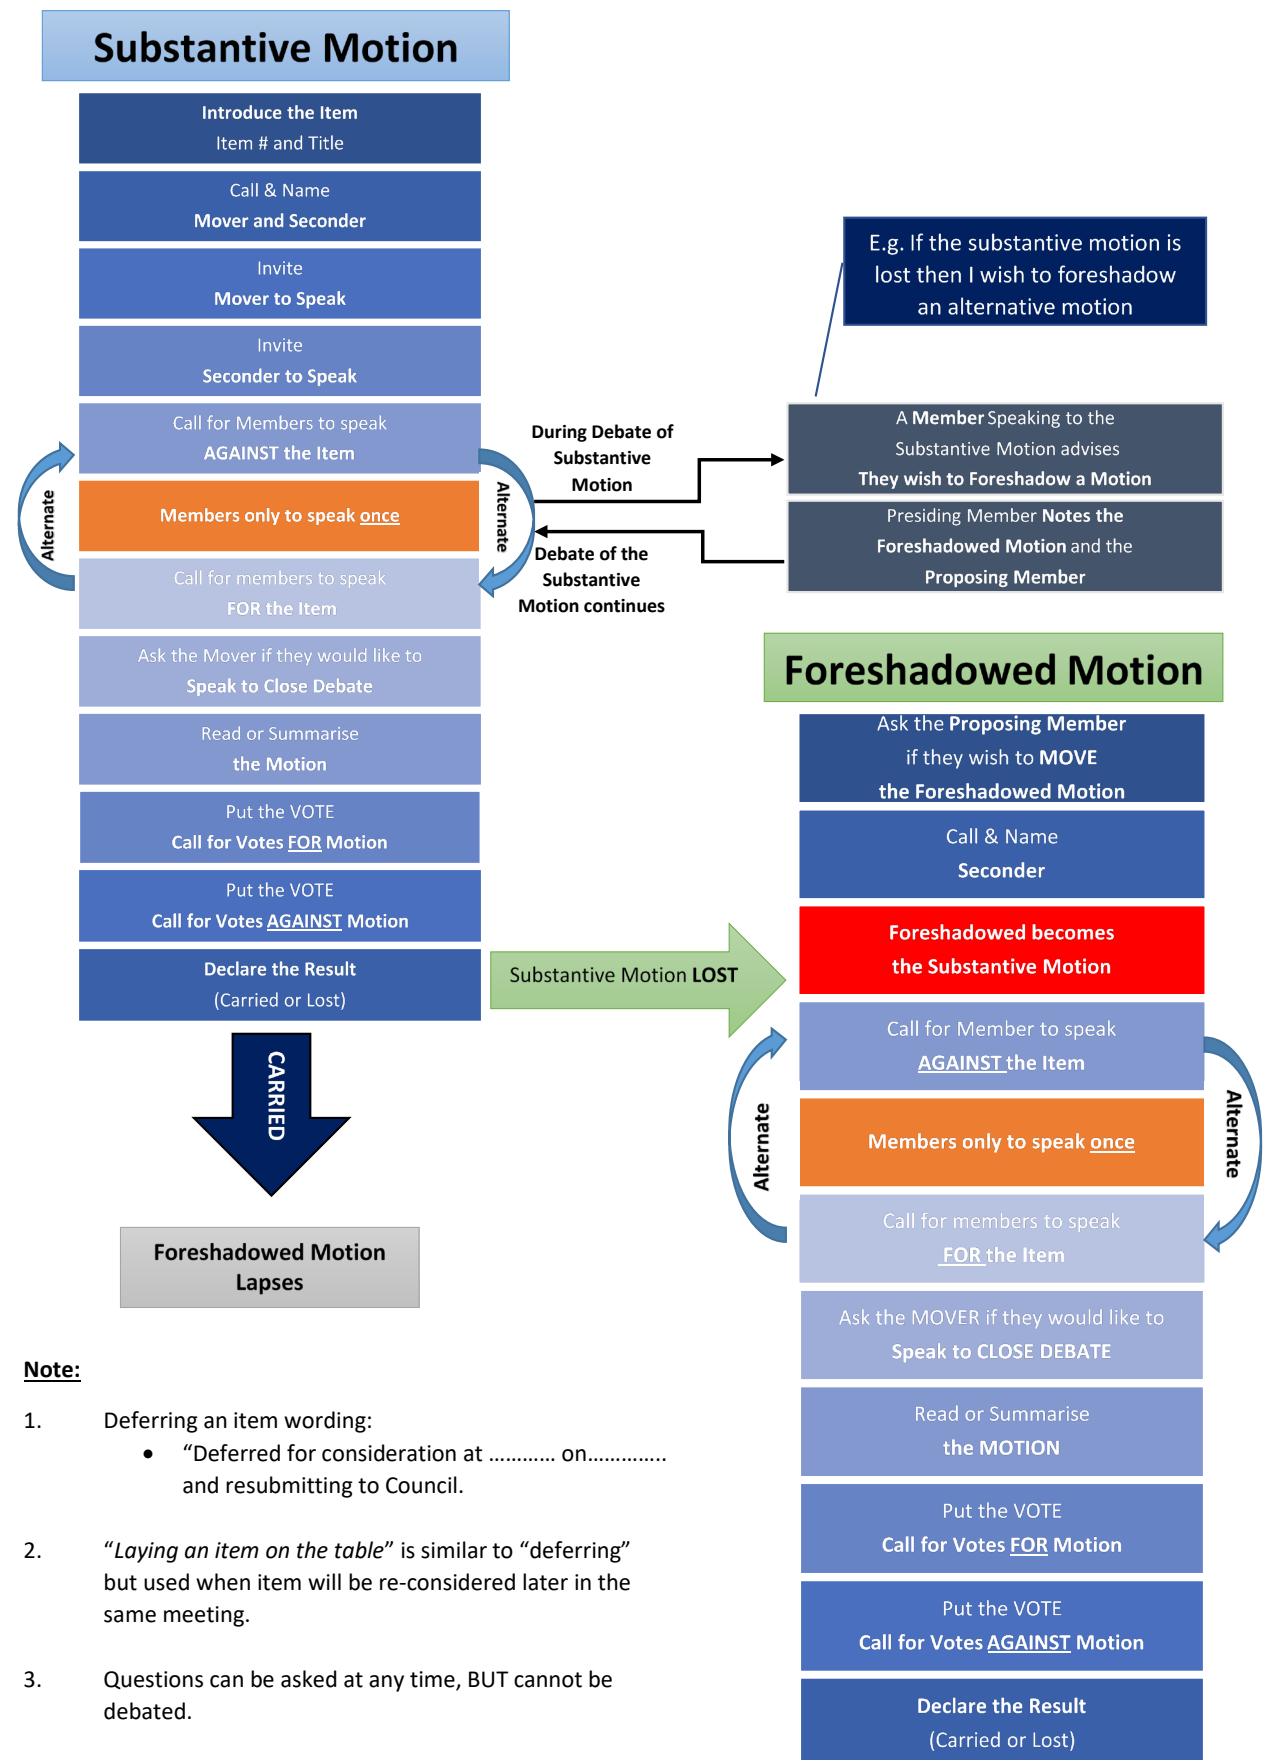 Substantive Motion
Introduce the Item
Item # and Title
Call & Name
Mover and Seconder
Invite
Mover to Speak
Invite
Seconder to Speak
Call for Members to speak
AGAINST the Item
Members only to speak once
Call for members to speak
FOR the Item
Alternate
Alternate
Ask the Mover if they would like to
Speak to Close Debate
Read or Summarise
the Motion
Put the VOTE
Call for Votes FOR Motion
Put the VOTE
Call for Votes AGAINST Motion
Declare the Result
(Carried or Lost)
CARRIED
Foreshadowed Motion
Lapses
During Debate of
Substantive
Motion
Debate of the
Substantive
Motion continues
E.g. If the substantive motion is
lost then I wish to foreshadow
an alternative motion
A Member Speaking to the
Substantive Motion advises
They wish to Foreshadow a Motion
Presiding Member Notes the
Foreshadowed Motion and the
Proposing Member
Substantive Motion LOST
Foreshadowed Motion
Ask the Proposing Member
if they wish to MOVE
the Foreshadowed Motion
Call & Name
Seconder
Foreshadowed becomes
the Substantive Motion
Call for Member to speak
AGAINST the Item
Members only to speak once
Call for members to speak
FOR the Item
Alternate
Alternate
Ask the MOVER if they would like to
Speak to CLOSE DEBATE
Read or Summarise
the MOTION
Put the VOTE
Call for Votes FOR Motion
Put the VOTE
Call for Votes AGAINST Motion
Declare the Result
(Carried or Lost)
Note:
1. Deferring an item wording:
• “Deferred for consideration at ………… on…………..
and resubmitting to Council.
2. “Laying an item on the table” is similar to “deferring”
but used when item will be re-considered later in the
same meeting.
3. Questions can be asked at any time, BUT cannot be
debated.